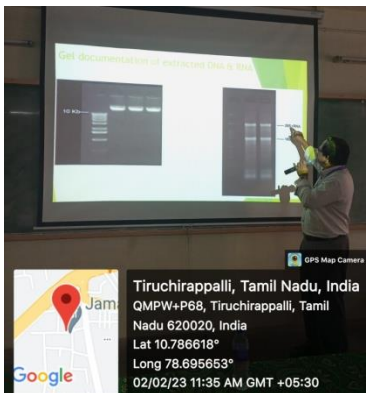 Gel documentation of extracted DNA & RNA
10 Kb
GPS Map Camera
Jama
Google
Tiruchirappalli, Tamil Nadu, India
QMPW+P68, Tiruchirappalli, Tamil
Nadu 620020, India
Lat 10.786618°
Long 78.695653°
02/02/23 11:35 AM GMT +05:30